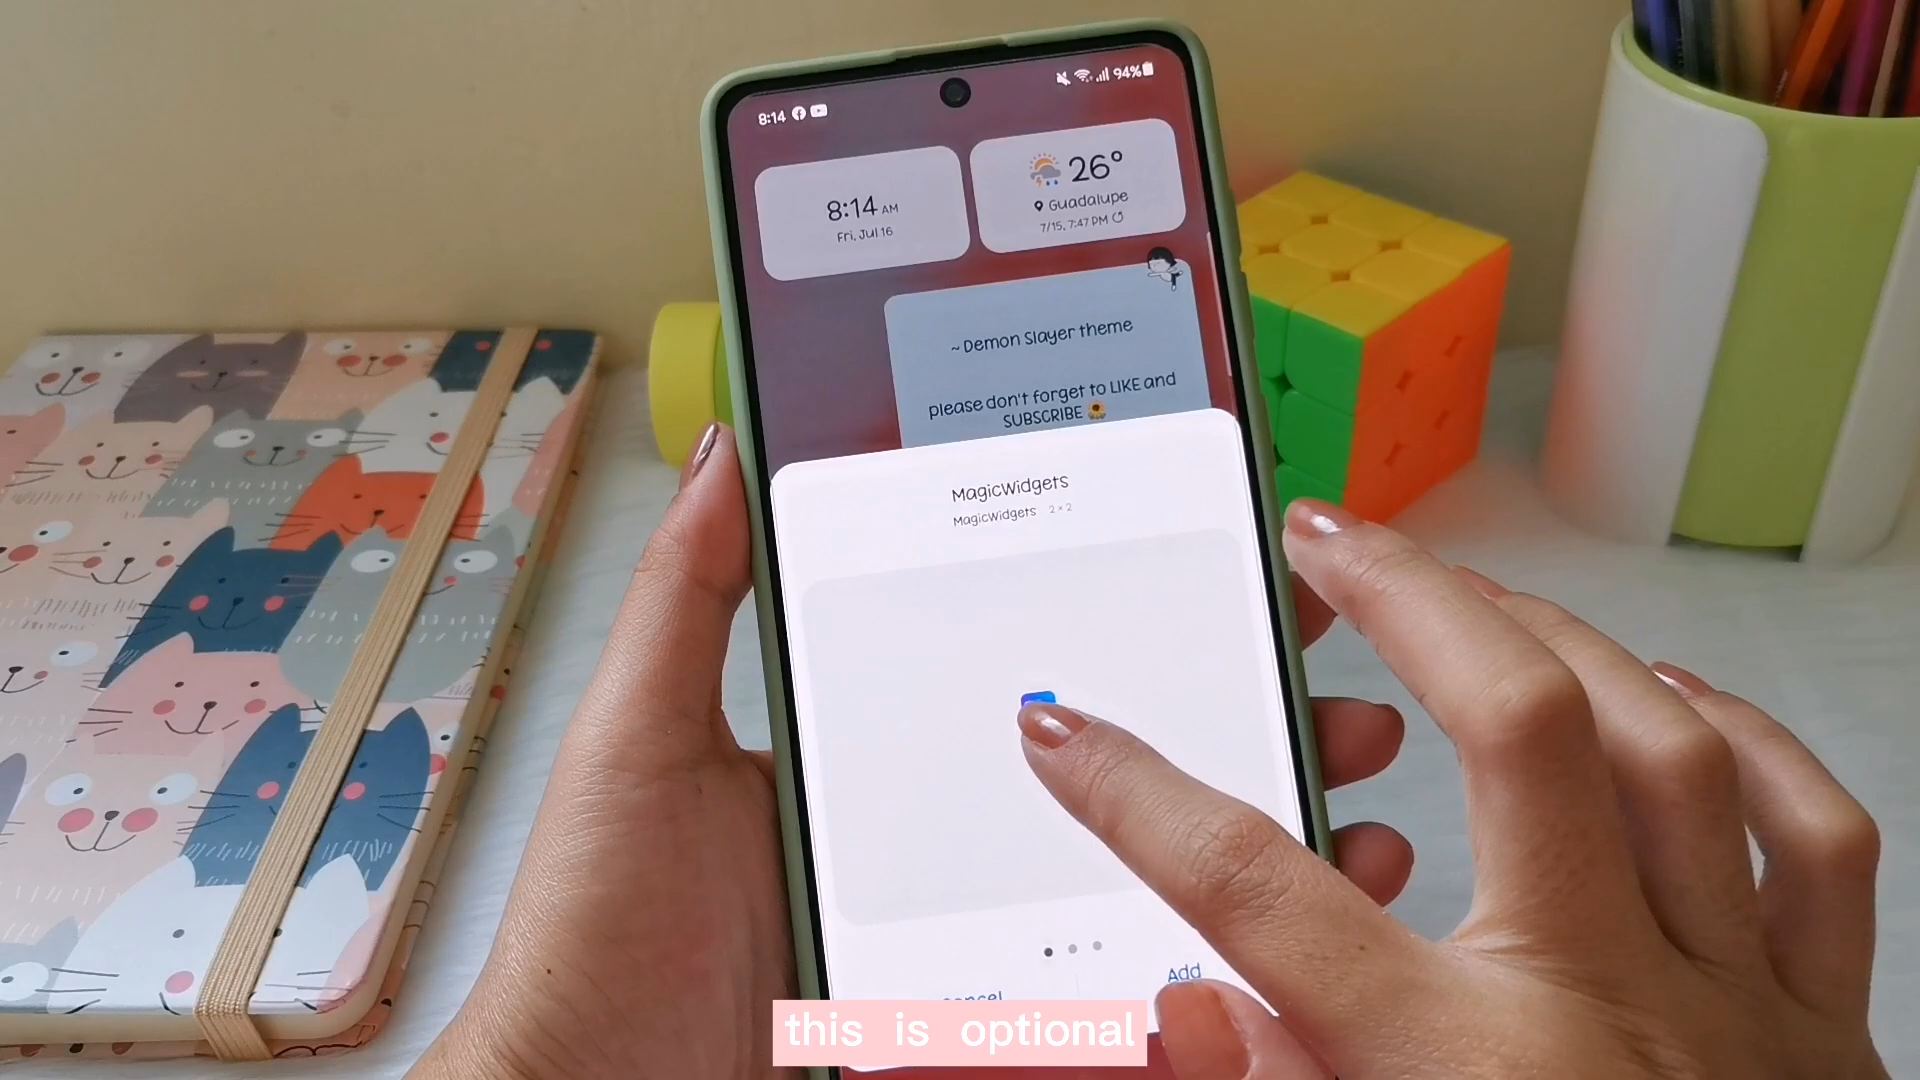 8:14
94%
8:14 AM
Fri, Jul 16
26°
Guadalupe
7/15, 7:47 PM
~Demon Slayer theme
please don't forget to LIKE and
SUBSCRIBE
MagicWidgets
MagicWidgets 2×2
Add
this is optional